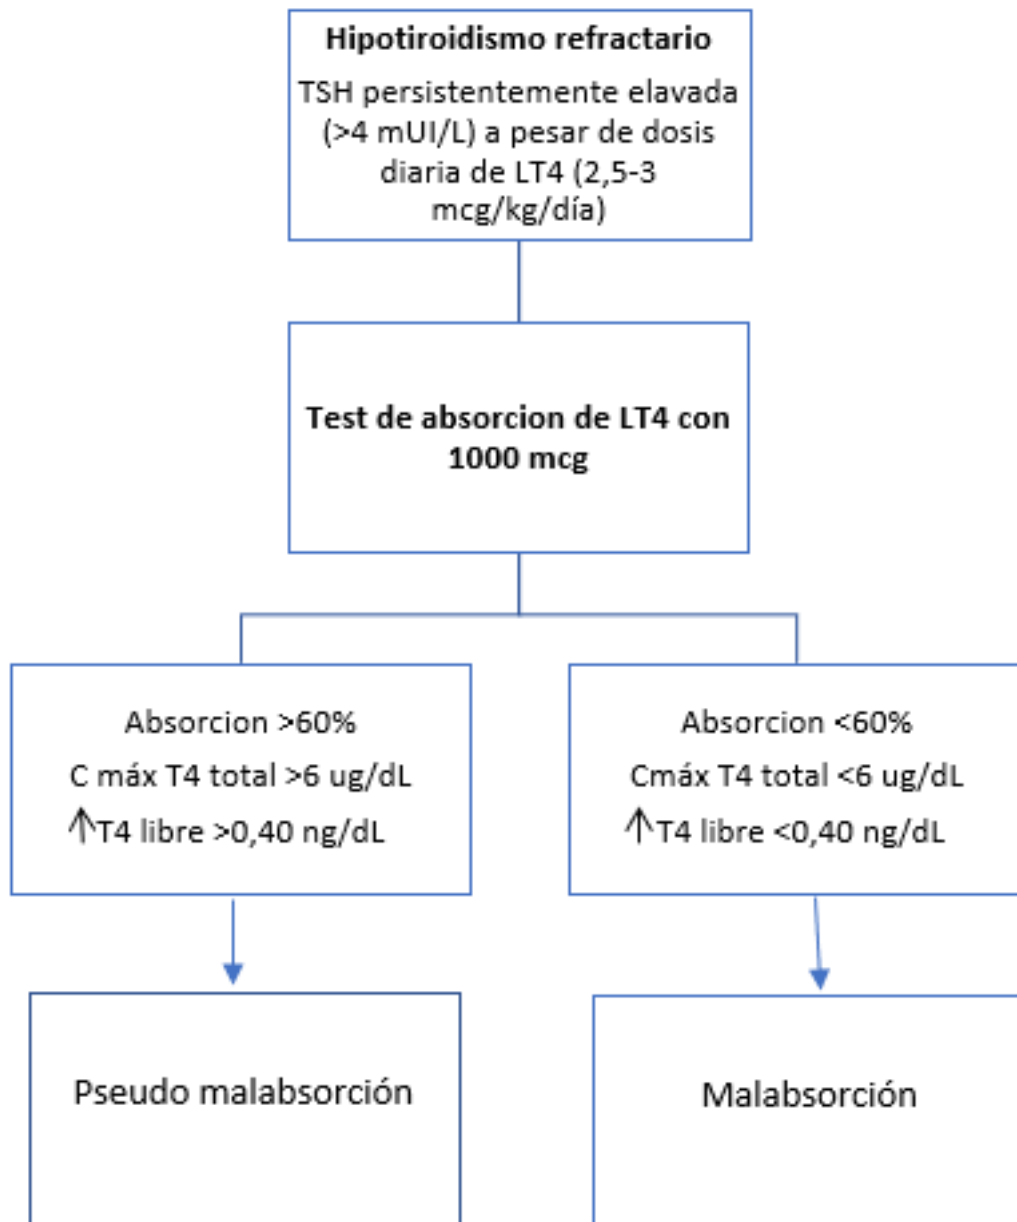 Hipotiroidismo refractario
TSH persistentemente elavada
(>4 mUI/L) a pesar de dosis
diaria de LT4 (2,5-3
mcg/kg/día)
Test de absorcion de LT4 con
1000 mcg
Absorcion >60%
C máx T4 total >6 ug/dL
↑T4 libre >0,40 ng/dL
Absorcion <60%
Cmáx T4 total <6 ug/dL
↑T4 libre <0,40 ng/dL
Pseudo malabsorción
Malabsorción